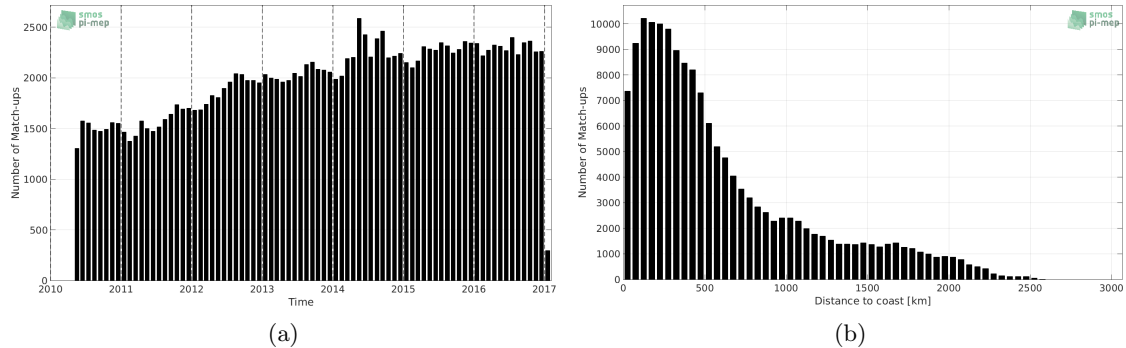 smos
pi-mep
Number of Match-ups
2500
2000
1500
1000
500
0
2010 2011 2012 2013 2014 2015 2016 2017
Time
(a)
smos
pi-mep
Number of Match-ups
10000
9000
8000
7000
6000
5000
4000
3000
2000
1000
0
0 500 1000 1500 2000 2500 3000
Distance to coast [km]
(b)